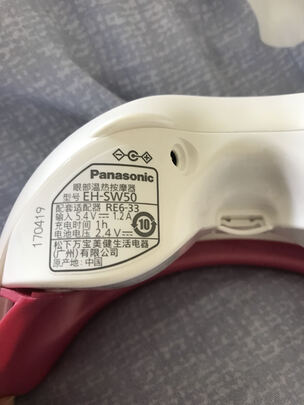 Panasonic
眼部温热按摩器
型号 EH-SW50
配套适配器 RE6-33
输入 5.4V⎓1.2A
充电时间 1h
电池电压 2.4V⎓
松下万宝美健生活电器
(广州)有限公司
原产地: 中国
10
170419